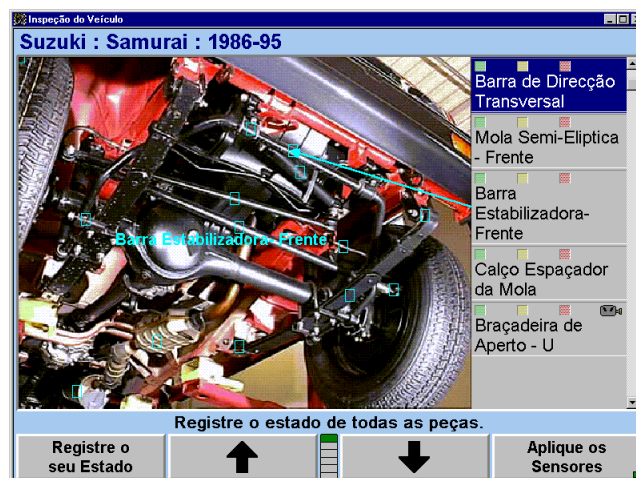 Inspeção do Veículo
Suzuki : Samurai : 1986-95
Barra de Direcção
Transversal
Mola Semi-Eliptica
- Frente
Barra
Estabilizadora-
Frente
Calço Espaçador
da Mola
Braçadeira de
Aperto - U
Barra Estabilizadora- Frente
Registre o estado de todas as peças.
Registre o
seu Estado
Aplique os
Sensores